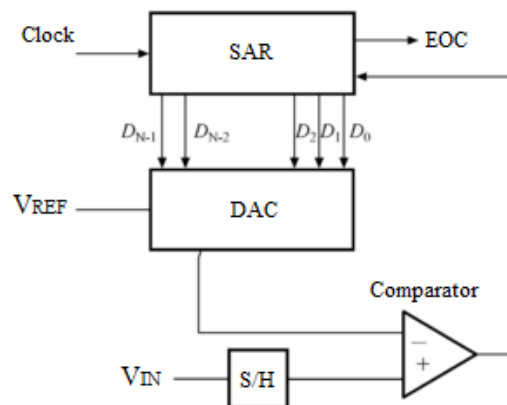 Clock
SAR
EOC
DN-1
DN-2
D2
D1
D0
VREF
DAC
Comparator
−
+
VIN
S/H